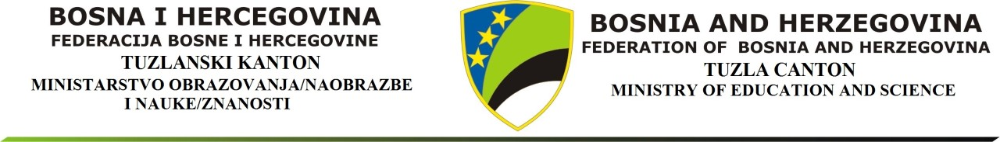 BOSNA I HERCEGOVINA
FEDERACIJA BOSNE I HERCEGOVINE
TUZLANSKI KANTON
MINISTARSTVO OBRAZOVANJA/NAOBRAZBE
I NAUKE/ZNANOSTI
BOSNIA AND HERZEGOVINA
FEDERATION OF BOSNIA AND HERZEGOVINA
TUZLA CANTON
MINISTRY OF EDUCATION AND SCIENCE